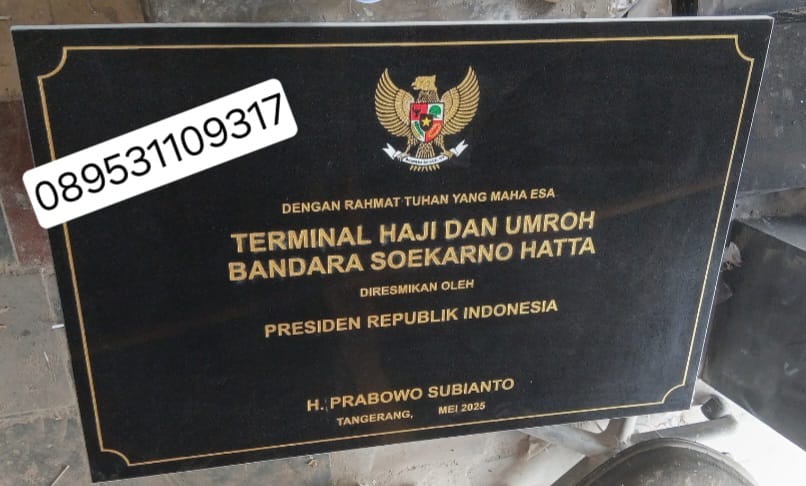 089531109317
DENGAN RAHMAT TUHAN YANG MAHA ESA
TERMINAL HAJI DAN UMROH
BANDARA SOEKARNO HATTA
DIRESMIKAN OLEH
PRESIDEN REPUBLIK INDONESIA
H. PRABOWO SUBIANTO
TANGERANG, MEI 2025